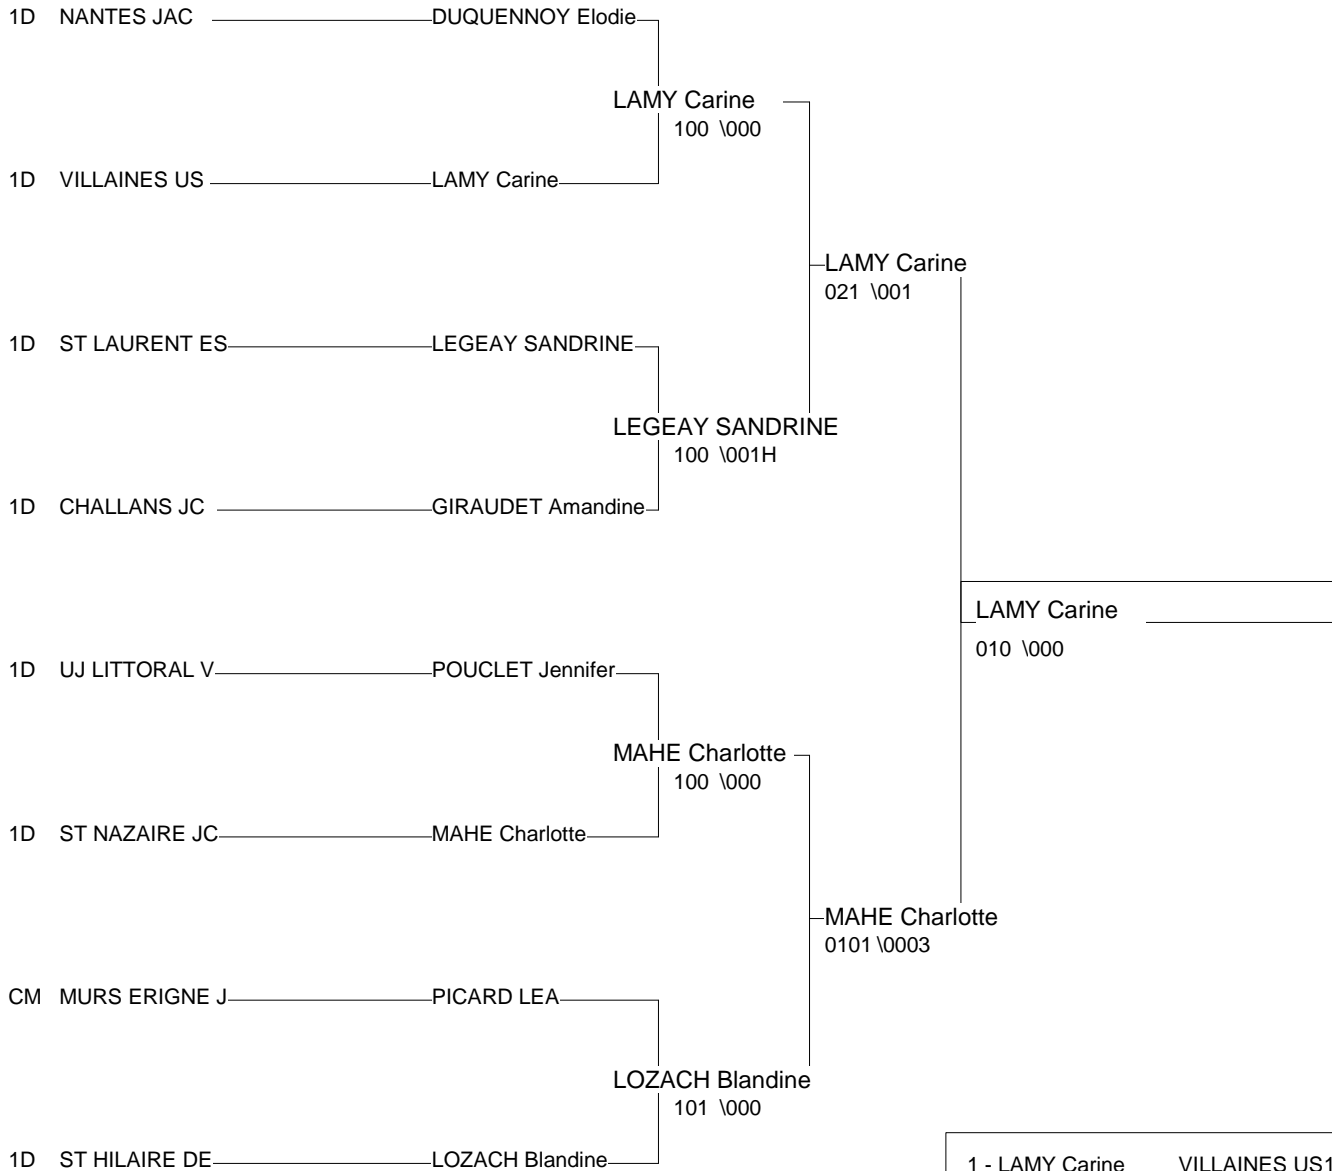 1D NANTES JAC DUQUENNOY Elodie
LAMY Carine
100 \000
1D VILLAINES US LAMY Carine
LAMY Carine
021 \001
1D ST LAURENT ES LEGEAY SANDRINE
LEGEAY SANDRINE
100 \001H
1D CHALLANS JC GIRAUDET Amandine
LAMY Carine
010 \000
1D UJ LITTORAL V POUCLET Jennifer
MAHE Charlotte
100 \000
1D ST NAZAIRE JC MAHE Charlotte
MAHE Charlotte
0101 \0003
CM MURS ERIGNE J PICARD LEA
LOZACH Blandine
101 \000
1D ST HILAIRE DE LOZACH Blandine
1 - LAMY Carine VILLAINES US1